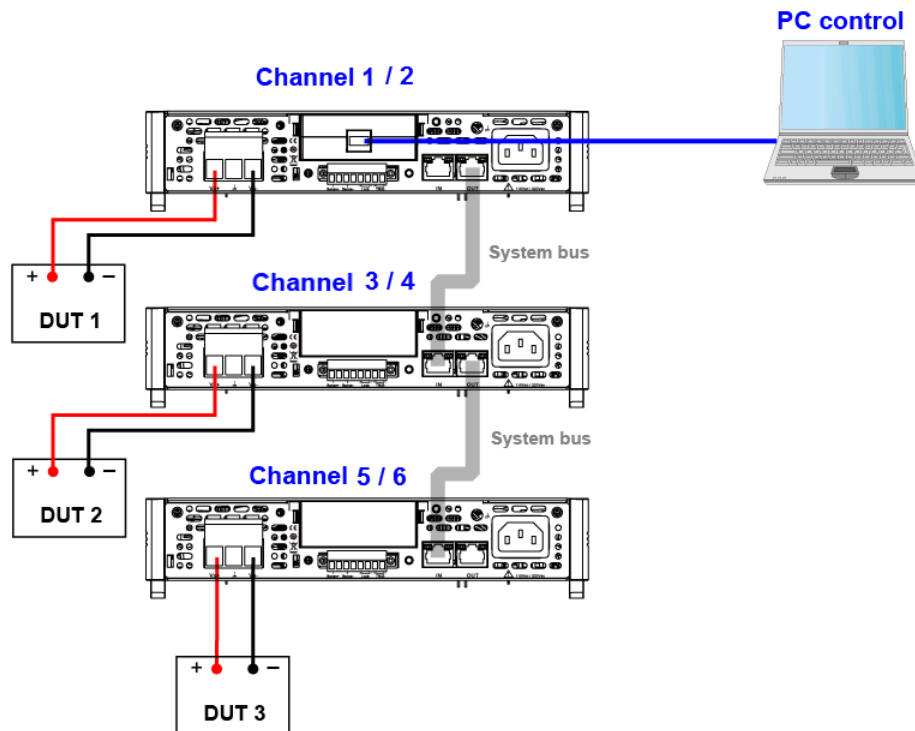 PC control
Channel 1 / 2
IN
OUT
System bus
+ −
DUT 1
Channel 3 / 4
IN
OUT
System bus
+ −
DUT 2
Channel 5 / 6
IN
OUT
+ −
DUT 3